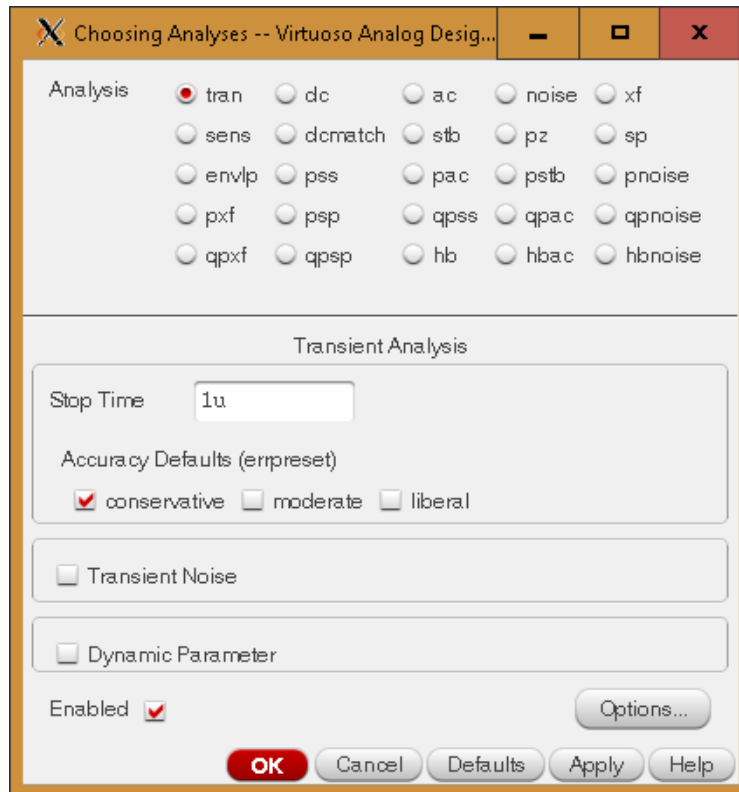 Choosing Analyses -- Virtuoso Analog Desig...
Analysis tran dc ac noise xf
sens dcmatch stb pz sp
envlp pss pac pstb pnoise
pxf psp qpss qpac qpnoise
qpxf qpsp hb hbac hbnoise
Transient Analysis
Stop Time 1u
Accuracy Defaults (errpreset)
conservative moderate liberal
Transient Noise
Dynamic Parameter
Enabled Options...
OK Cancel Defaults Apply Help